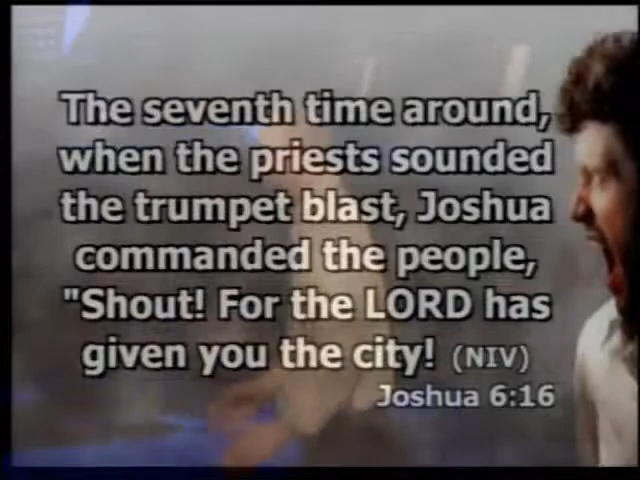 The seventh time around,
when the priests sounded
the trumpet blast, Joshua
commanded the people,
"Shout! For the LORD has
given you the city! (NIV)
Joshua 6:16